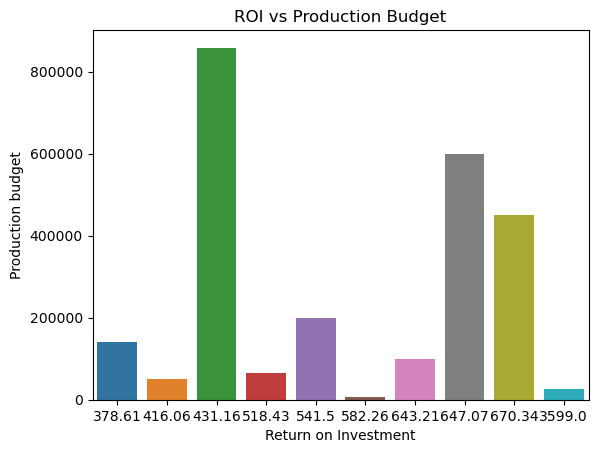 ROI vs Production Budget
Production budget
800000
600000
400000
200000
0
378.61 416.06 431.16 518.43 541.5 582.26 643.21 647.07 670.34 3599.0
Return on Investment